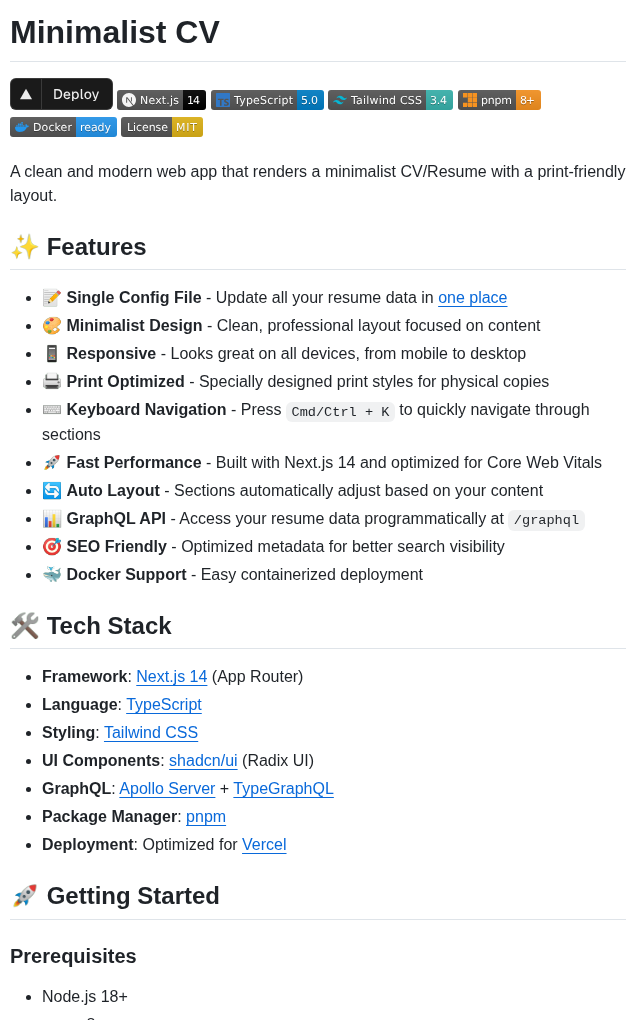 Minimalist CV
Deploy Next.js 14 TypeScript 5.0 Tailwind CSS 3.4 pnpm 8+
Docker ready License MIT
A clean and modern web app that renders a minimalist CV/Resume with a print-friendly
layout.
✨ Features
📝 Single Config File - Update all your resume data in one place
🎨 Minimalist Design - Clean, professional layout focused on content
📱 Responsive - Looks great on all devices, from mobile to desktop
🖨️ Print Optimized - Specially designed print styles for physical copies
⌨️ Keyboard Navigation - Press Cmd/Ctrl + K to quickly navigate through
sections
🚀 Fast Performance - Built with Next.js 14 and optimized for Core Web Vitals
🔄 Auto Layout - Sections automatically adjust based on your content
📊 GraphQL API - Access your resume data programmatically at /graphql
🎯 SEO Friendly - Optimized metadata for better search visibility
🐳 Docker Support - Easy containerized deployment
🛠️ Tech Stack
Framework: Next.js 14 (App Router)
Language: TypeScript
Styling: Tailwind CSS
UI Components: shadcn/ui (Radix UI)
GraphQL: Apollo Server + TypeGraphQL
Package Manager: pnpm
Deployment: Optimized for Vercel
🚀 Getting Started
Prerequisites
Node.js 18+